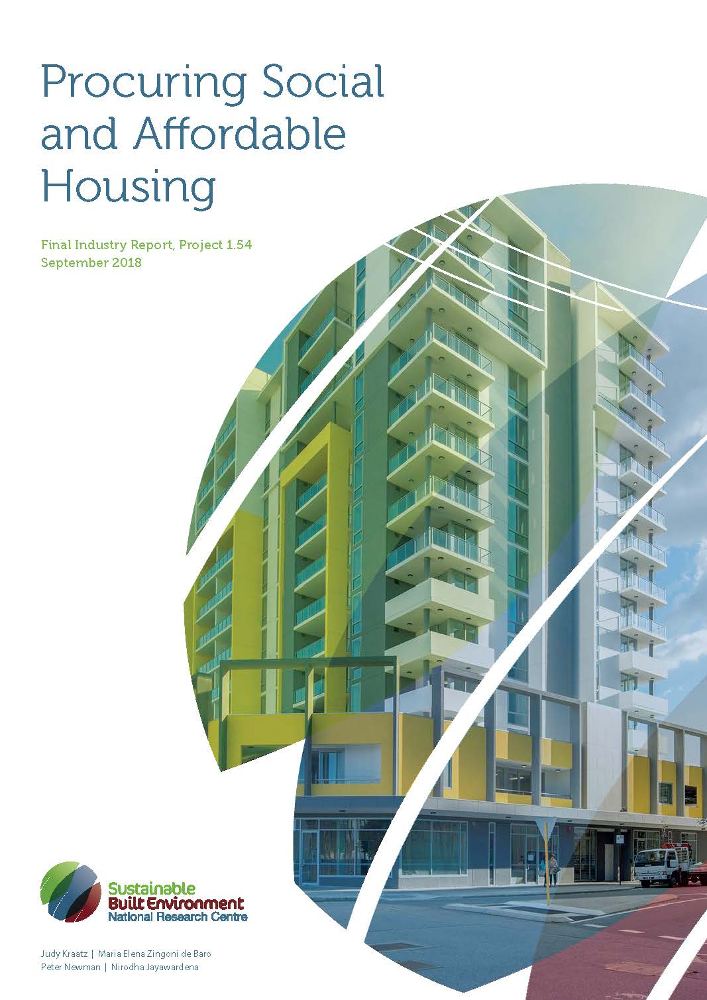 Procuring Social
and Affordable
Housing
Final Industry Report, Project 1.54
September 2018
Sustainable
Built Environment
National Research Centre
Judy Kraatz | Maria Elena Zingoni de Baro
Peter Newman | Nirodha Jayawardena